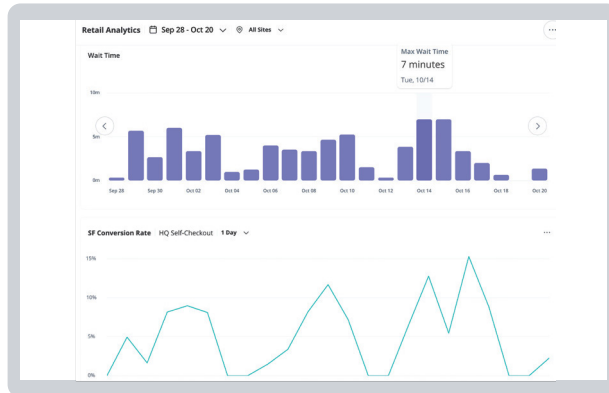 Retail Analytics Sep 28 - Oct 20 All Sites
Wait Time
Max Wait Time
7 minutes
Tue, 10/14
10m
5m
0m
Sep 28 Sep 30 Oct 02 Oct 04 Oct 06 Oct 08 Oct 10 Oct 12 Oct 14 Oct 16 Oct 18 Oct 20
SF Conversion Rate HQ Self-Checkout 1 Day
15%
10%
5%
0%